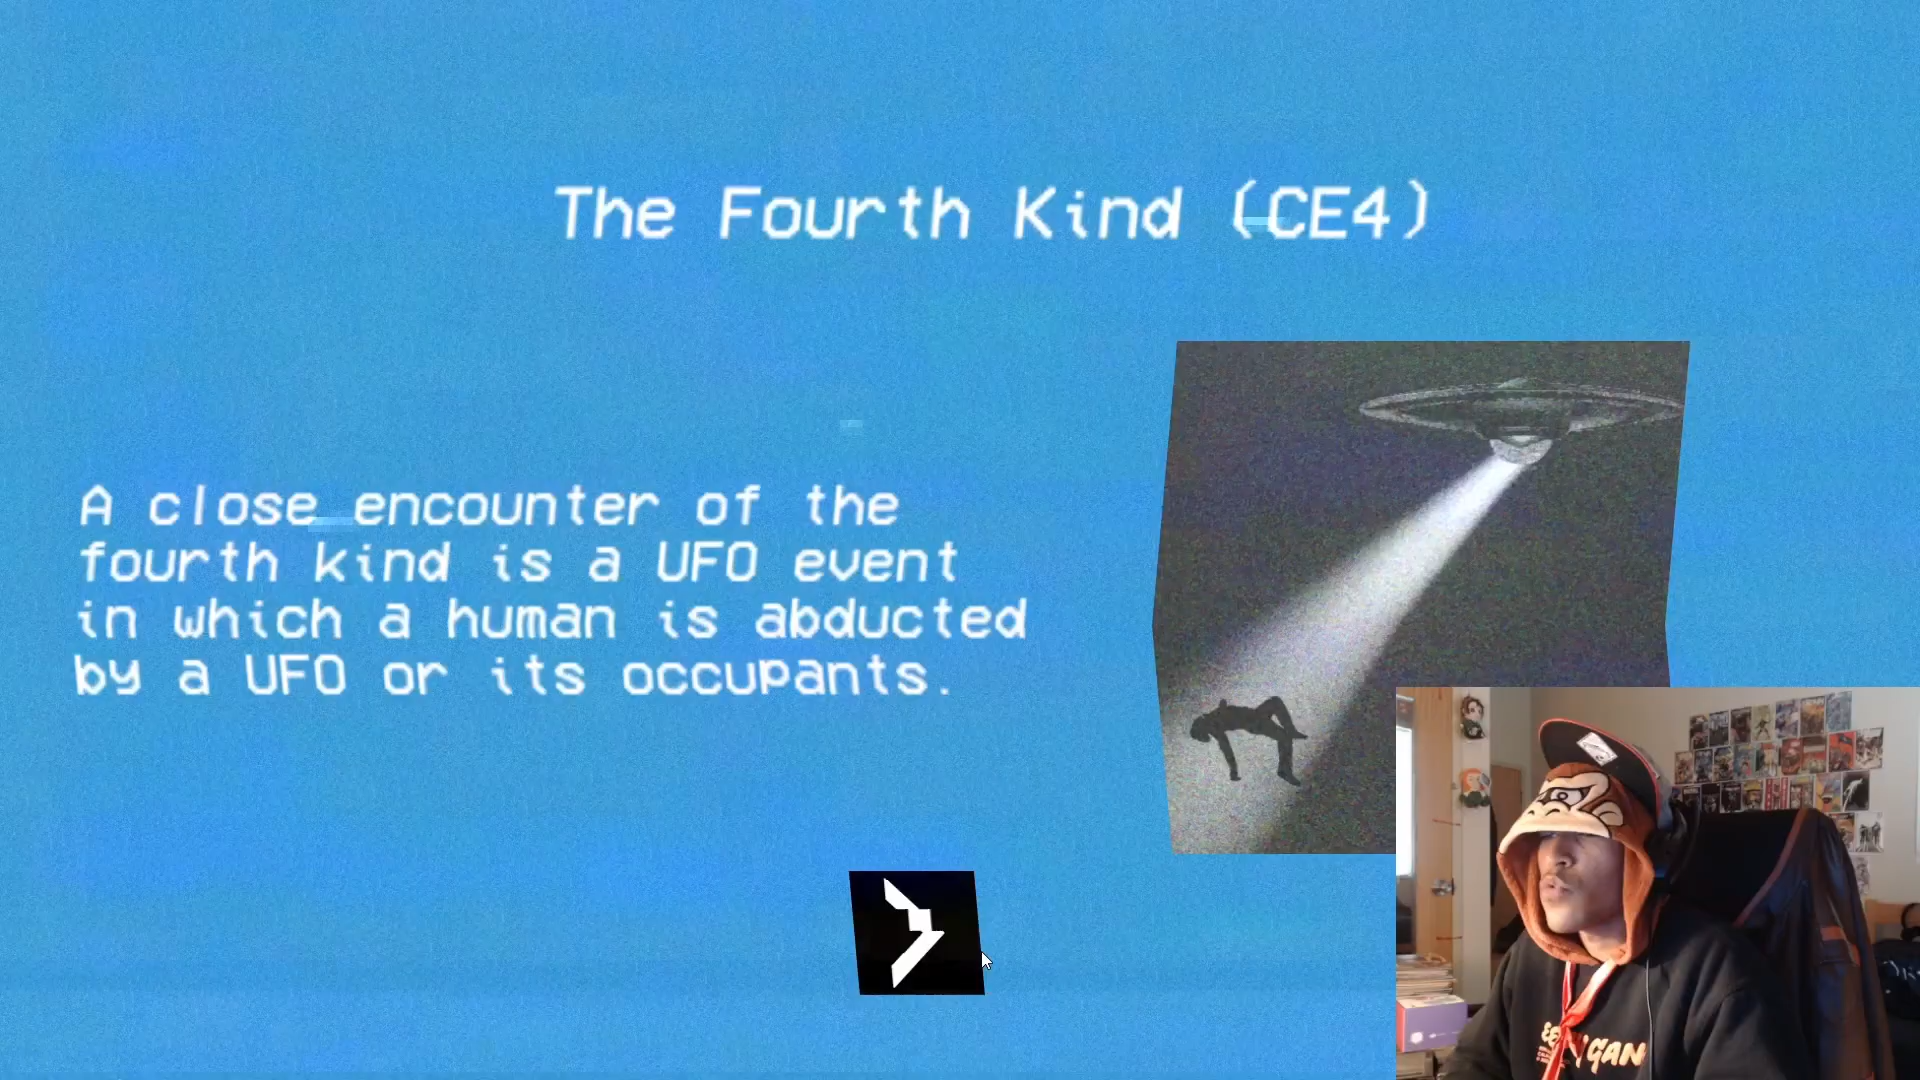 The Fourth Kind (CE4)
A close encounter of the
fourth kind is a UFO event
in which a human is abducted
by a UFO or its occupants.